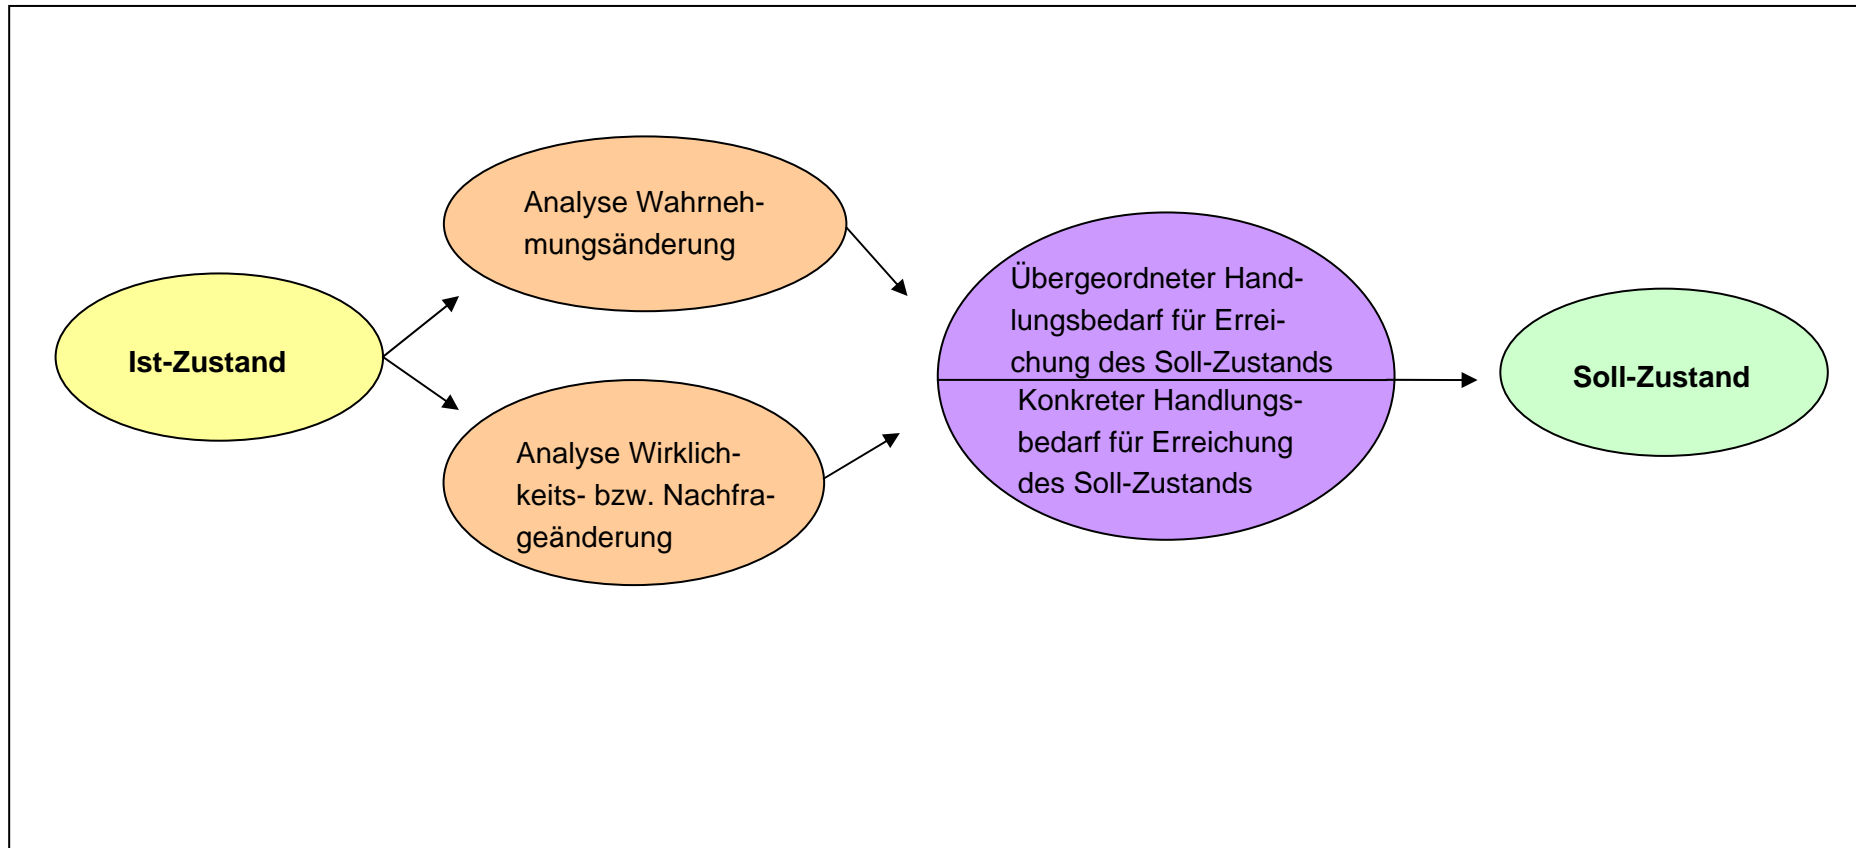 Ist-Zustand
Analyse Wahrneh-
mungsänderung
Analyse Wirklich-
keits- bzw. Nachfra-
geänderung
Übergeordneter Hand-
lungsbedarf für Errei-
chung des Soll-Zustands
Konkreter Handlungs-
bedarf für Erreichung
des Soll-Zustands
Soll-Zustand